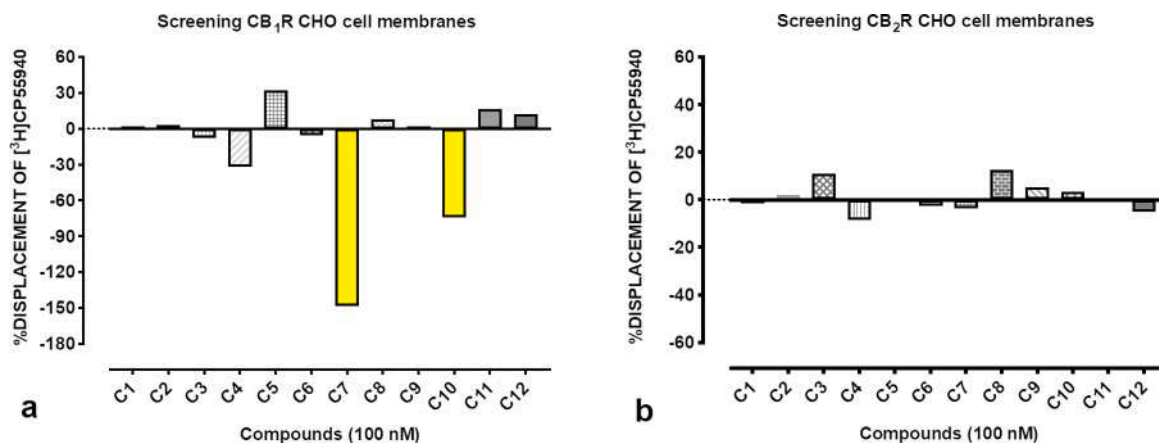 Screening CB₁R CHO cell membranes
%DISPLACEMENT OF [³H]CP55940
60
30
0
-30
-60
-90
-120
-150
-180
C1 C2 C3 C4 C5 C6 C7 C8 C9 C10 C11 C12
a
Compounds (100 nM)
Screening CB₂R CHO cell membranes
%DISPLACEMENT OF [³H]CP55940
60
40
20
0
-20
-40
-60
C1 C2 C3 C4 C5 C6 C7 C8 C9 C10 C11 C12
b
Compounds (100 nM)